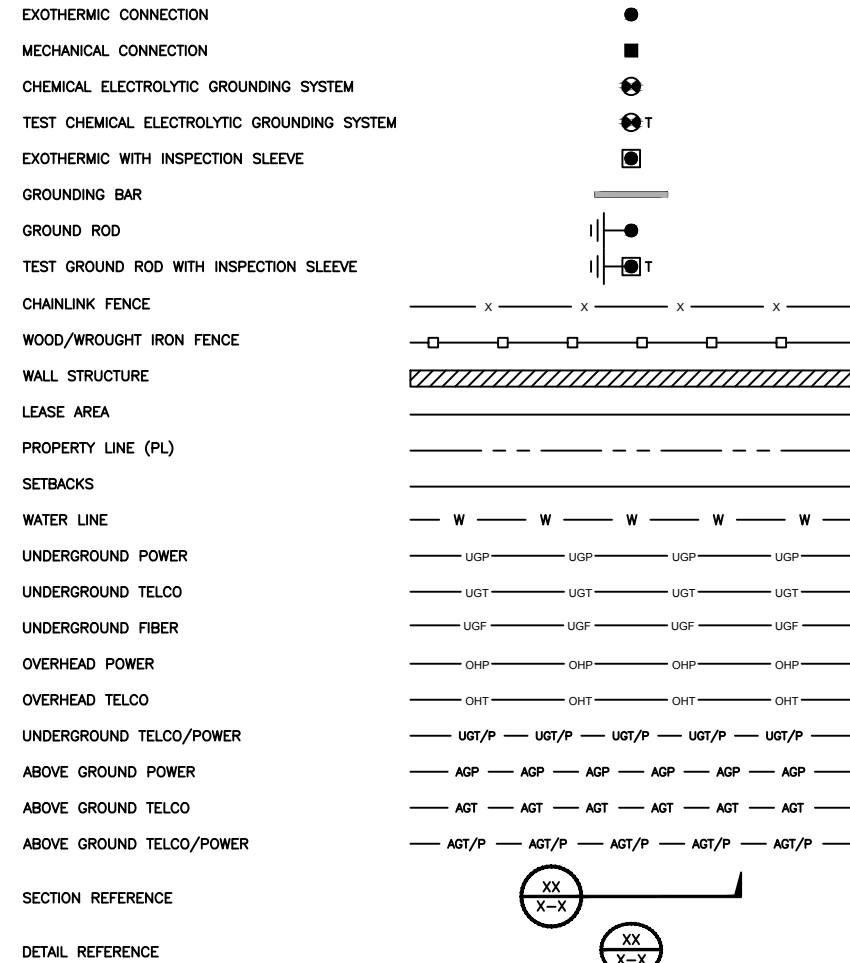 EXOTHERMIC CONNECTION
MECHANICAL CONNECTION
CHEMICAL ELECTROLYTIC GROUNDING SYSTEM
TEST CHEMICAL ELECTROLYTIC GROUNDING SYSTEM T
EXOTHERMIC WITH INSPECTION SLEEVE
GROUNDING BAR
GROUND ROD
TEST GROUND ROD WITH INSPECTION SLEEVE T
CHAINLINK FENCE X X X X
WOOD/WROUGHT IRON FENCE
WALL STRUCTURE
LEASE AREA
PROPERTY LINE (PL)
SETBACKS
WATER LINE W W W W W
UNDERGROUND POWER UGP UGP UGP UGP
UNDERGROUND TELCO UGT UGT UGT UGT
UNDERGROUND FIBER UGF UGF UGF UGF
OVERHEAD POWER OHP OHP OHP OHP
OVERHEAD TELCO OHT OHT OHT OHT
UNDERGROUND TELCO/POWER UGT/P UGT/P UGT/P UGT/P UGT/P
ABOVE GROUND POWER AGP AGP AGP AGP AGP AGP
ABOVE GROUND TELCO AGT AGT AGT AGT AGT AGT
ABOVE GROUND TELCO/POWER AGT/P AGT/P AGT/P AGT/P AGT/P
XX
SECTION REFERENCE X-X
XX
DETAIL REFERENCE X-X